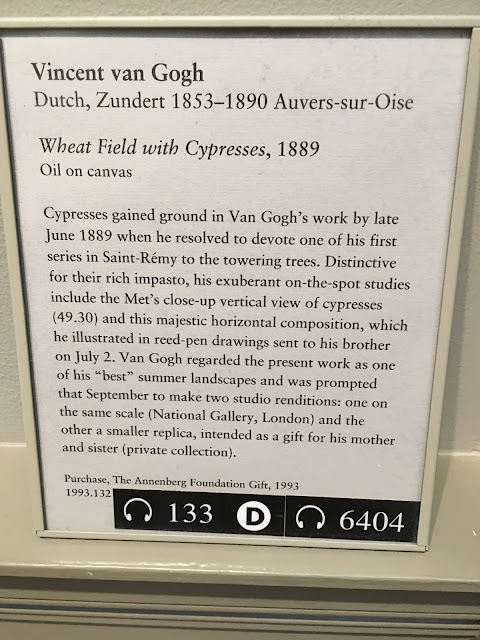 Vincent van Gogh
Dutch, Zundert 1853–1890 Auvers-sur-Oise
Wheat Field with Cypresses, 1889
Oil on canvas
Cypresses gained ground in Van Gogh's work by late
June 1889 when he resolved to devote one of his first
series in Saint-Rémy to the towering trees. Distinctive
for their rich impasto, his exuberant on-the-spot studies
include the Met's close-up vertical view of cypresses
(49.30) and this majestic horizontal composition, which
he illustrated in reed-pen drawings sent to his brother
on July 2. Van Gogh regarded the present work as one
of his “best” summer landscapes and was prompted
that September to make two studio renditions: one on
the same scale (National Gallery, London) and the
other a smaller replica, intended as a gift for his mother
and sister (private collection).
Purchase, The Annenberg Foundation Gift, 1993
1993.132
133 D 6404